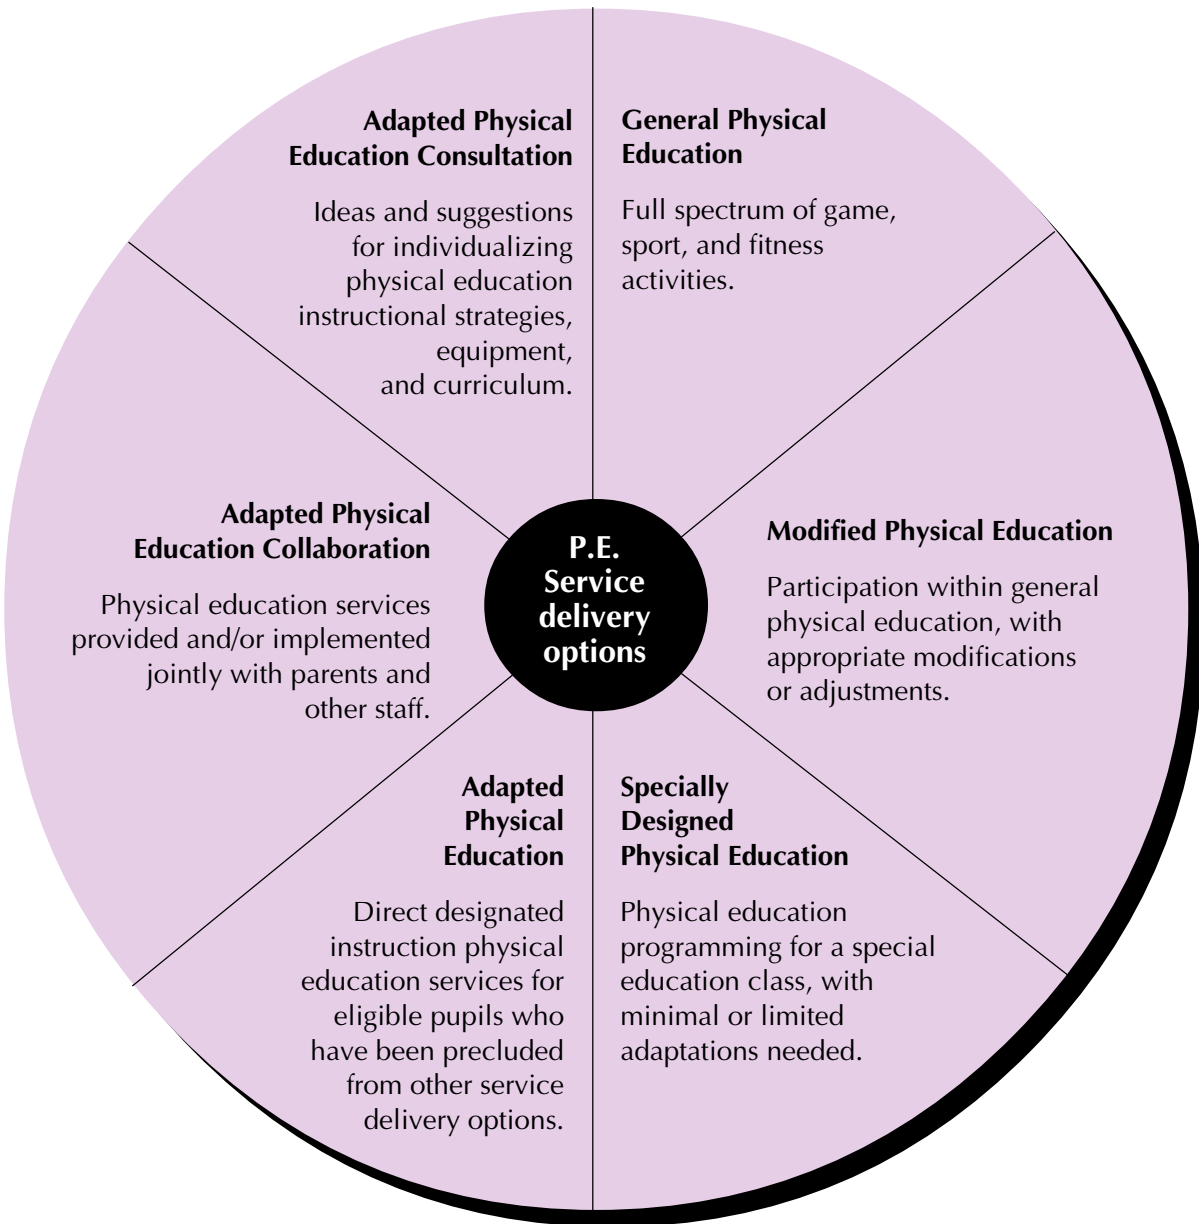 P.E.
Service
delivery
options
General Physical
Education
Full spectrum of game,
sport, and fitness
activities.
Modified Physical Education
Participation within general
physical education, with
appropriate modifications
or adjustments.
Specially
Designed
Physical Education
Physical education
programming for a special
education class, with
minimal or limited
adaptations needed.
Adapted
Physical
Education
Direct designated
instruction physical
education services for
eligible pupils who
have been precluded
from other service
delivery options.
Adapted Physical
Education Collaboration
Physical education services
provided and/or implemented
jointly with parents and
other staff.
Adapted Physical
Education Consultation
Ideas and suggestions
for individualizing
physical education
instructional strategies,
equipment,
and curriculum.